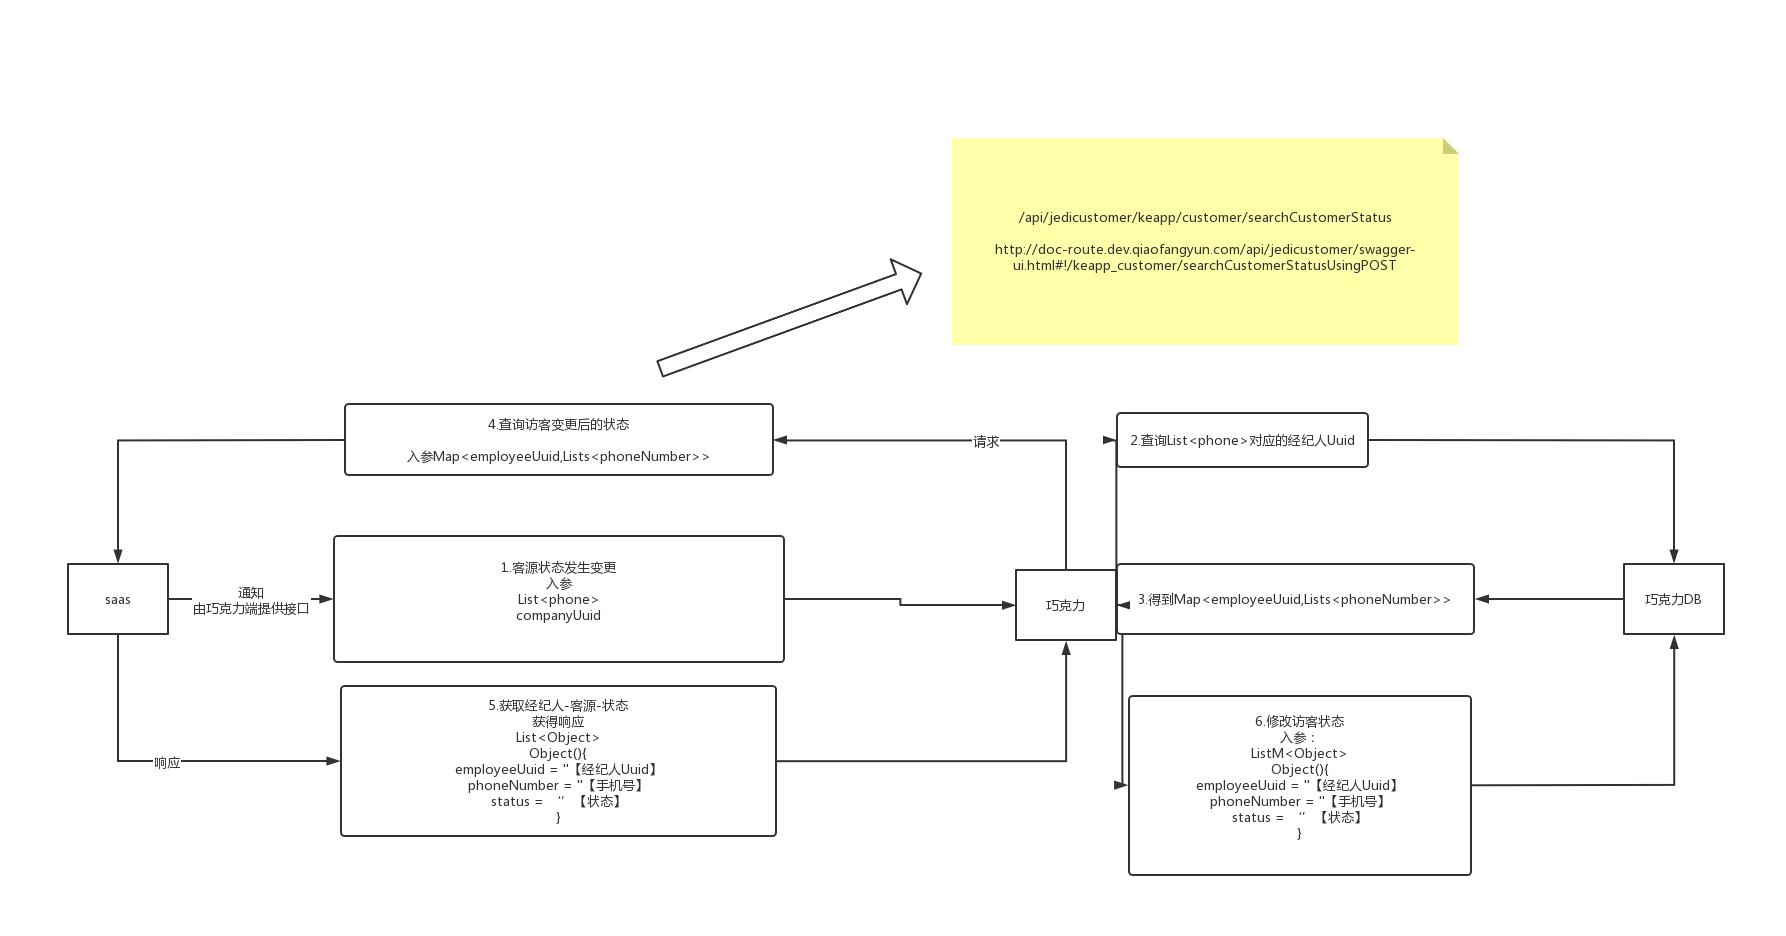 /api/jedicustomer/keapp/customer/searchCustomerStatus
http://doc-route.dev.qiaofangyun.com/api/jedicustomer/swagger-
ui.html#!/keapp_customer/searchCustomerStatusUsingPOST
4.查询访客变更后的状态
入参Map<employeeUuid,Lists<phoneNumber>>
请求
2.查询List<phone>对应的经纪人Uuid
saas
通知
由巧克力端提供接口
1.客源状态发生变更
入参
List<phone>
companyUuid
巧克力
3.得到Map<employeeUuid,Lists<phoneNumber>>
巧克力DB
响应
5.获取经纪人-客源-状态
获得响应
List<Object>
Object(){
employeeUuid = "【经纪人Uuid】
phoneNumber = "【手机号】
status = “”【状态】
}
6.修改访客状态
入参：
ListM<Object>
Object(){
employeeUuid = "【经纪人Uuid】
phoneNumber = "【手机号】
status = “”【状态】
}